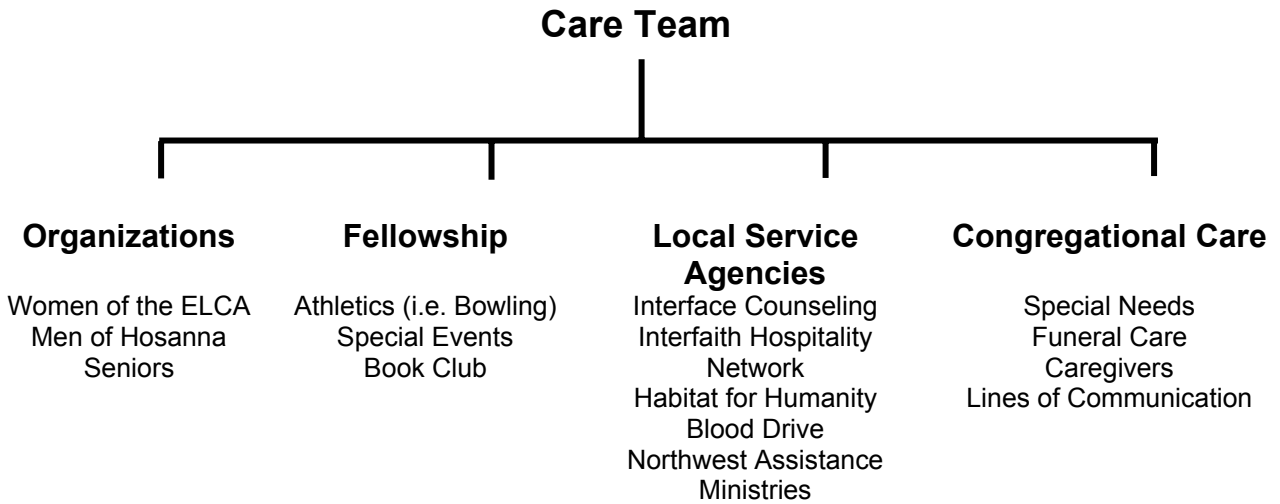 Care Team
Organizations
Women of the ELCA
Men of Hosanna
Seniors
Fellowship
Athletics (i.e. Bowling)
Special Events
Book Club
Local Service
Agencies
Interface Counseling
Interfaith Hospitality
Network
Habitat for Humanity
Blood Drive
Northwest Assistance
Ministries
Congregational Care
Special Needs
Funeral Care
Caregivers
Lines of Communication